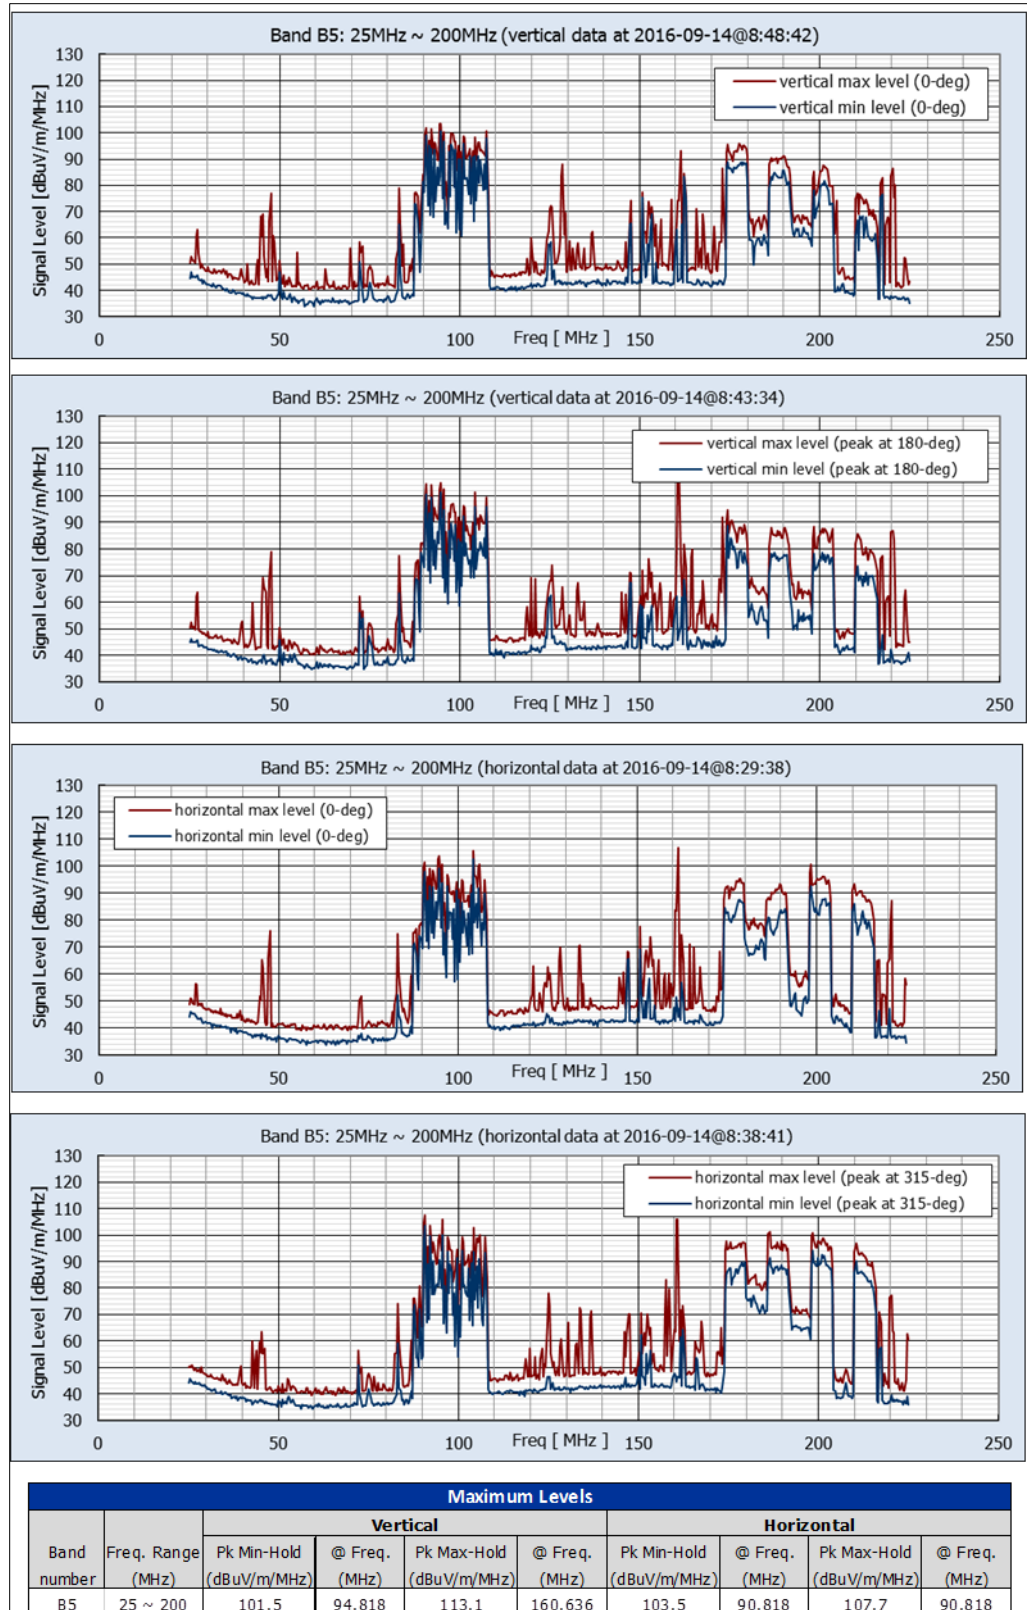 Band B5: 25MHz ~ 200MHz (vertical data at 2016-09-14@8:48:42)
vertical max level (0-deg)
vertical min level (0-deg)
Signal Level [dBuV/m/MHz]
130
120
110
100
90
80
70
60
50
40
30
0 50 100 Freq [ MHz ] 150 200 250
Band B5: 25MHz ~ 200MHz (vertical data at 2016-09-14@8:43:34)
vertical max level (peak at 180-deg)
vertical min level (peak at 180-deg)
Signal Level [dBuV/m/MHz]
130
120
110
100
90
80
70
60
50
40
30
0 50 100 Freq [ MHz ] 150 200 250
Band B5: 25MHz ~ 200MHz (horizontal data at 2016-09-14@8:29:38)
horizontal max level (0-deg)
horizontal min level (0-deg)
Signal Level [dBuV/m/MHz]
130
120
110
100
90
80
70
60
50
40
30
0 50 100 Freq [ MHz ] 150 200 250
Band B5: 25MHz ~ 200MHz (horizontal data at 2016-09-14@8:38:41)
horizontal max level (peak at 315-deg)
horizontal min level (peak at 315-deg)
Signal Level [dBuV/m/MHz]
130
120
110
100
90
80
70
60
50
40
30
0 50 100 Freq [ MHz ] 150 200 250
Maximum Levels
Vertical Horizontal
Band Freq. Range Pk Min-Hold @ Freq. Pk Max-Hold @ Freq. Pk Min-Hold @ Freq. Pk Max-Hold @ Freq.
number (MHz) (dBuV/m/MHz) (MHz) (dBuV/m/MHz) (MHz) (dBuV/m/MHz) (MHz) (dBuV/m/MHz) (MHz)
B5 25 ~ 200 101.5 94.818 113.1 160.636 103.5 90.818 107.7 90.818